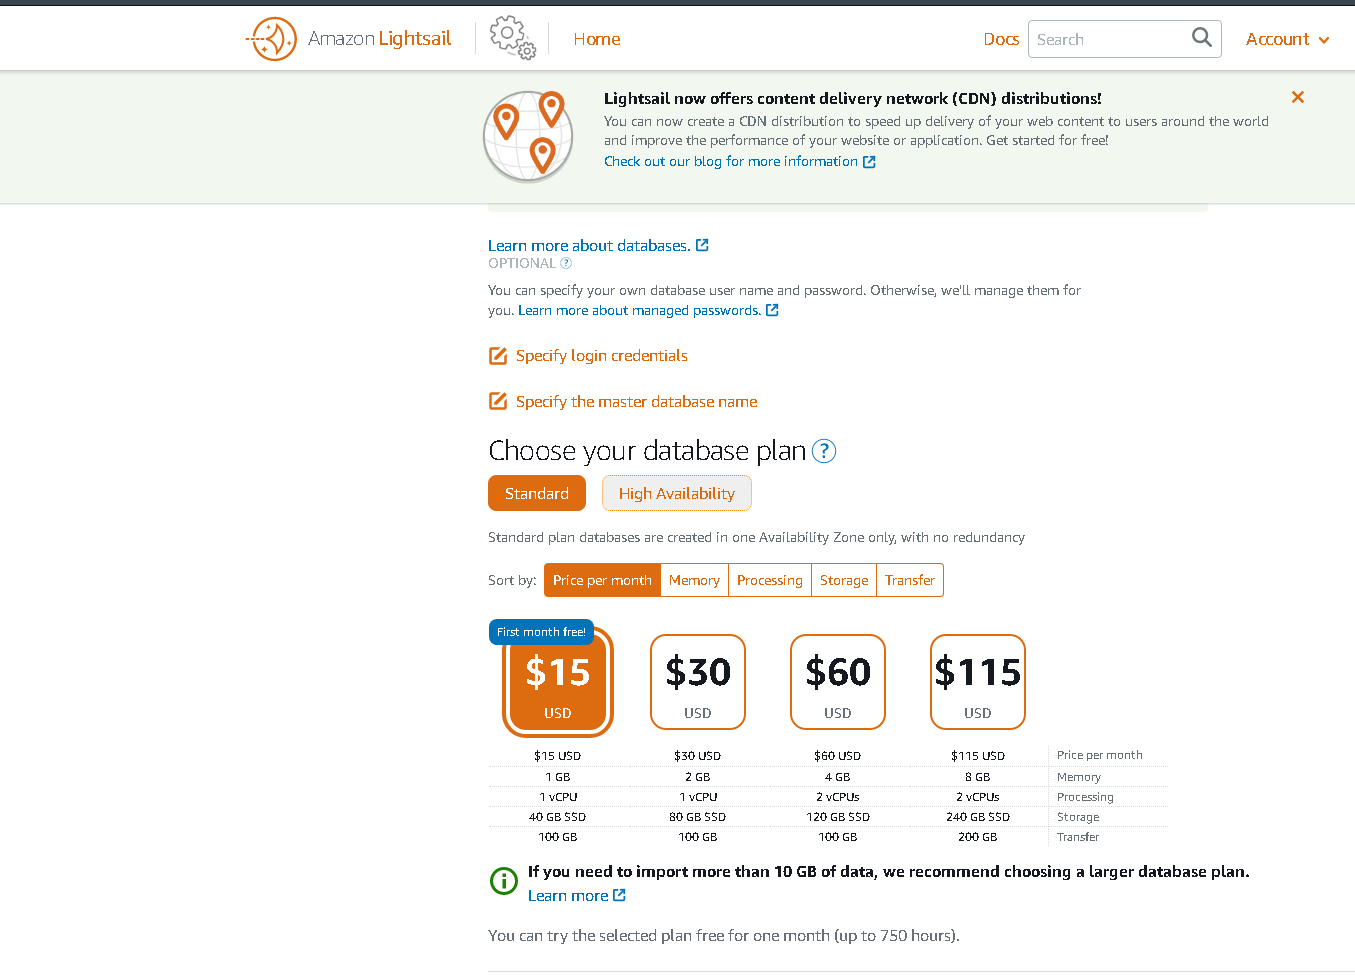 Amazon Lightsail
Home
Docs
Search
Account
Lightsail now offers content delivery network (CDN) distributions!
You can now create a CDN distribution to speed up delivery of your web content to users around the world
and improve the performance of your website or application. Get started for free!
Check out our blog for more information
Learn more about databases.
OPTIONAL ?
You can specify your own database user name and password. Otherwise, we'll manage them for
you. Learn more about managed passwords.
Specify login credentials
Specify the master database name
Choose your database plan ?
Standard High Availability
Standard plan databases are created in one Availability Zone only, with no redundancy
Sort by: Price per month Memory Processing Storage Transfer
First month free!
$15 $30 $60 $115
USD USD USD USD
$15 USD $30 USD $60 USD $115 USD Price per month
1 GB 2 GB 4 GB 8 GB Memory
1 vCPU 1 vCPU 2 vCPUs 2 vCPUs Processing
40 GB SSD 80 GB SSD 120 GB SSD 240 GB SSD Storage
100 GB 100 GB 100 GB 200 GB Transfer
If you need to import more than 10 GB of data, we recommend choosing a larger database plan.
Learn more
You can try the selected plan free for one month (up to 750 hours).